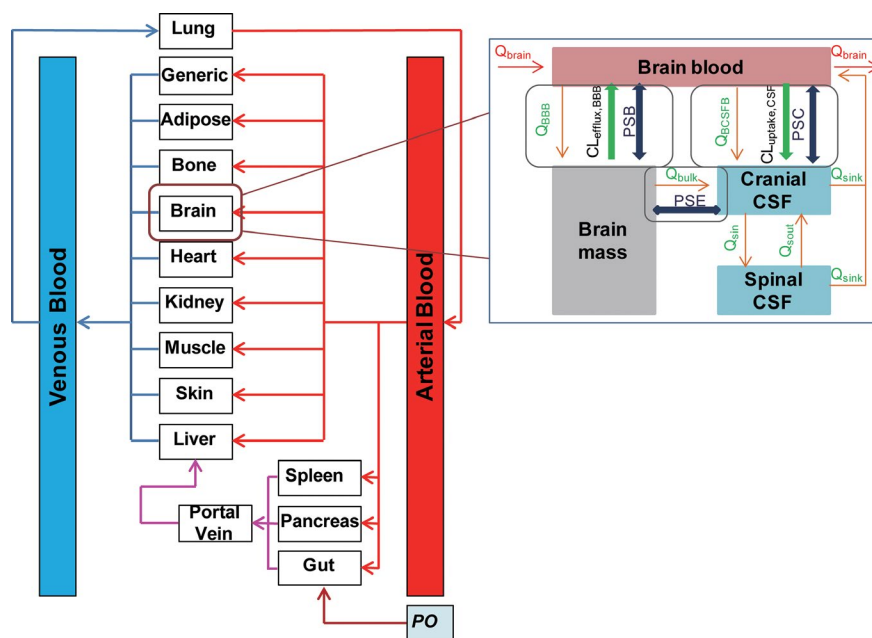 Lung
Generic
Adipose
Bone
Brain
Heart
Kidney
Muscle
Skin
Liver
Spleen
Portal
Vein
Pancreas
Gut
PO
Venous Blood
Arterial Blood
Qbrain
Brain blood
Qbrain
QBBB
CLefflux,BBB
PSB
QBCSFB
CLuptake,CSF
PSC
Qbulk
PSE
Cranial
CSF
Qsink
Brain
mass
Qsin
Qsout
Spinal
CSF
Qsink